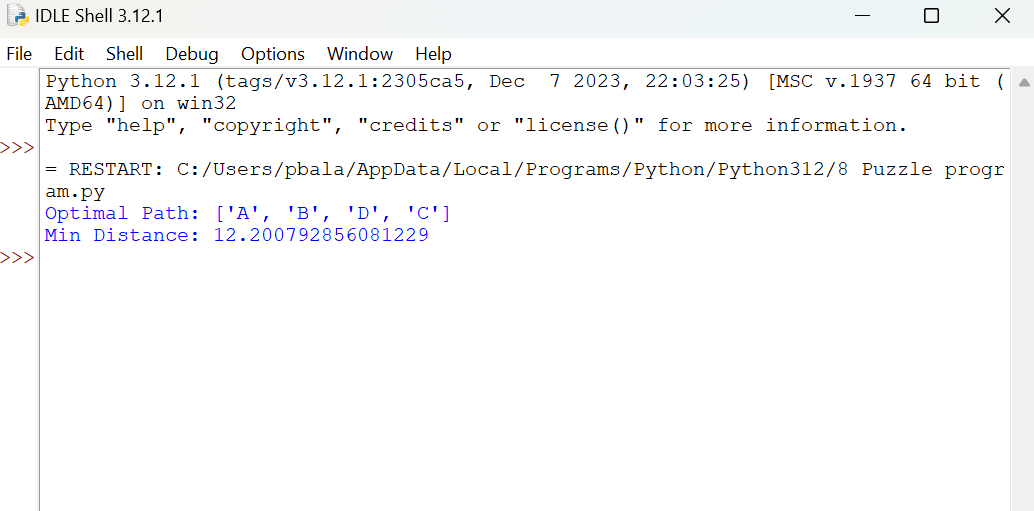 IDLE Shell 3.12.1
File Edit Shell Debug Options Window Help
Python 3.12.1 (tags/v3.12.1:2305ca5, Dec  7 2023, 22:03:25) [MSC v.1937 64 bit (
AMD64)] on win32
Type "help", "copyright", "credits" or "license()" for more information.
>>>
= RESTART: C:/Users/pbala/AppData/Local/Programs/Python/Python312/8 Puzzle progr
am.py
Optimal Path: ['A', 'B', 'D', 'C']
Min Distance: 12.200792856081229
>>>